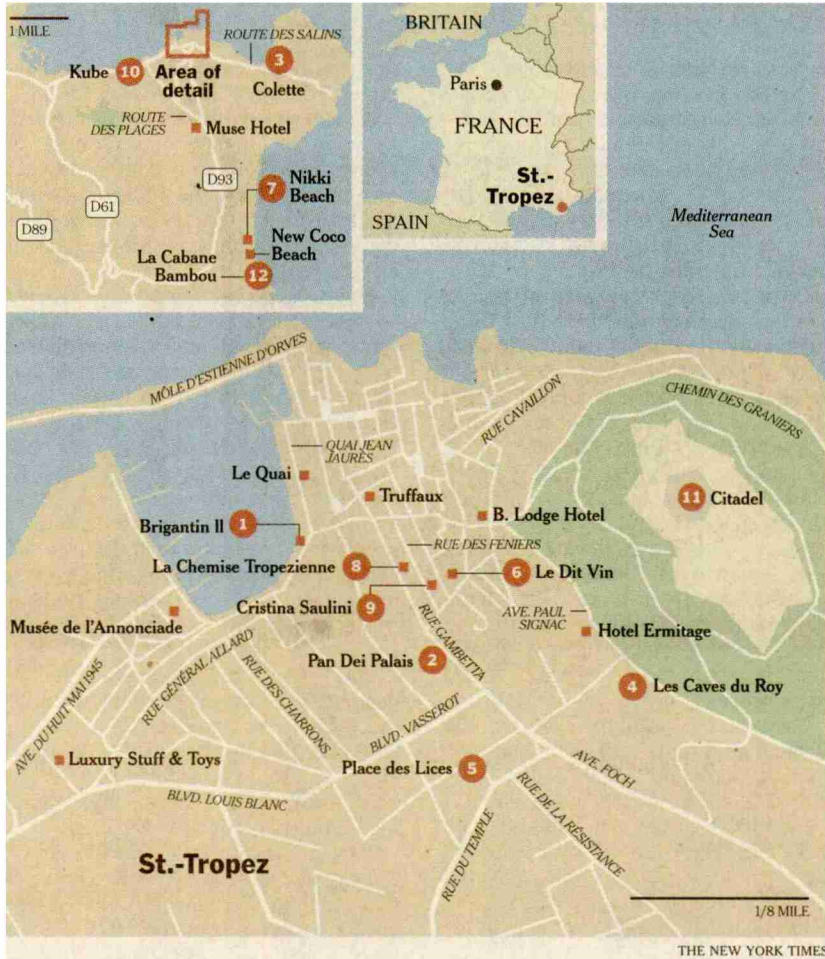 1 MILE
ROUTE DES SALINS
Kube
10
Area of
detail
3
Colette
ROUTE
DES PLAGES
Muse Hotel
D93
7
Nikki
Beach
D61
D89
New Coco
Beach
La Cabane
Bambou
12
BRITAIN
Paris
FRANCE
St.-
Tropez
SPAIN
Mediterranean
Sea
MÔLE D'ESTIENNE D'ORVES
RUE CAVAILLON
CHEMIN DES GRANIERS
QUAI JEAN
JAURÈS
Le Quai
Truffaux
11
Citadel
B. Lodge Hotel
Brigantin II
1
RUE DES FENIERS
La Chemise Tropezienne
8
6
Le Dit Vin
Cristina Saulini
9
AVE. PAUL
SIGNAC
Musée de l'Annonciade
Hotel Ermitage
RUE GAMBETTA
Pan Dei Palais
2
4
Les Caves du Roy
AVE. DU HUIT MAI 1945
RUE GÉNÉRAL ALLARD
RUE DES CHARRONS
BLVD. VASSEROT
Luxury Stuff & Toys
Place des Lices
5
AVE. FOCH
BLVD. LOUIS BLANC
RUE DU TEMPLE
RUE DE LA RÉSISTANCE
St.-Tropez
1/8 MILE
THE NEW YORK TIMES